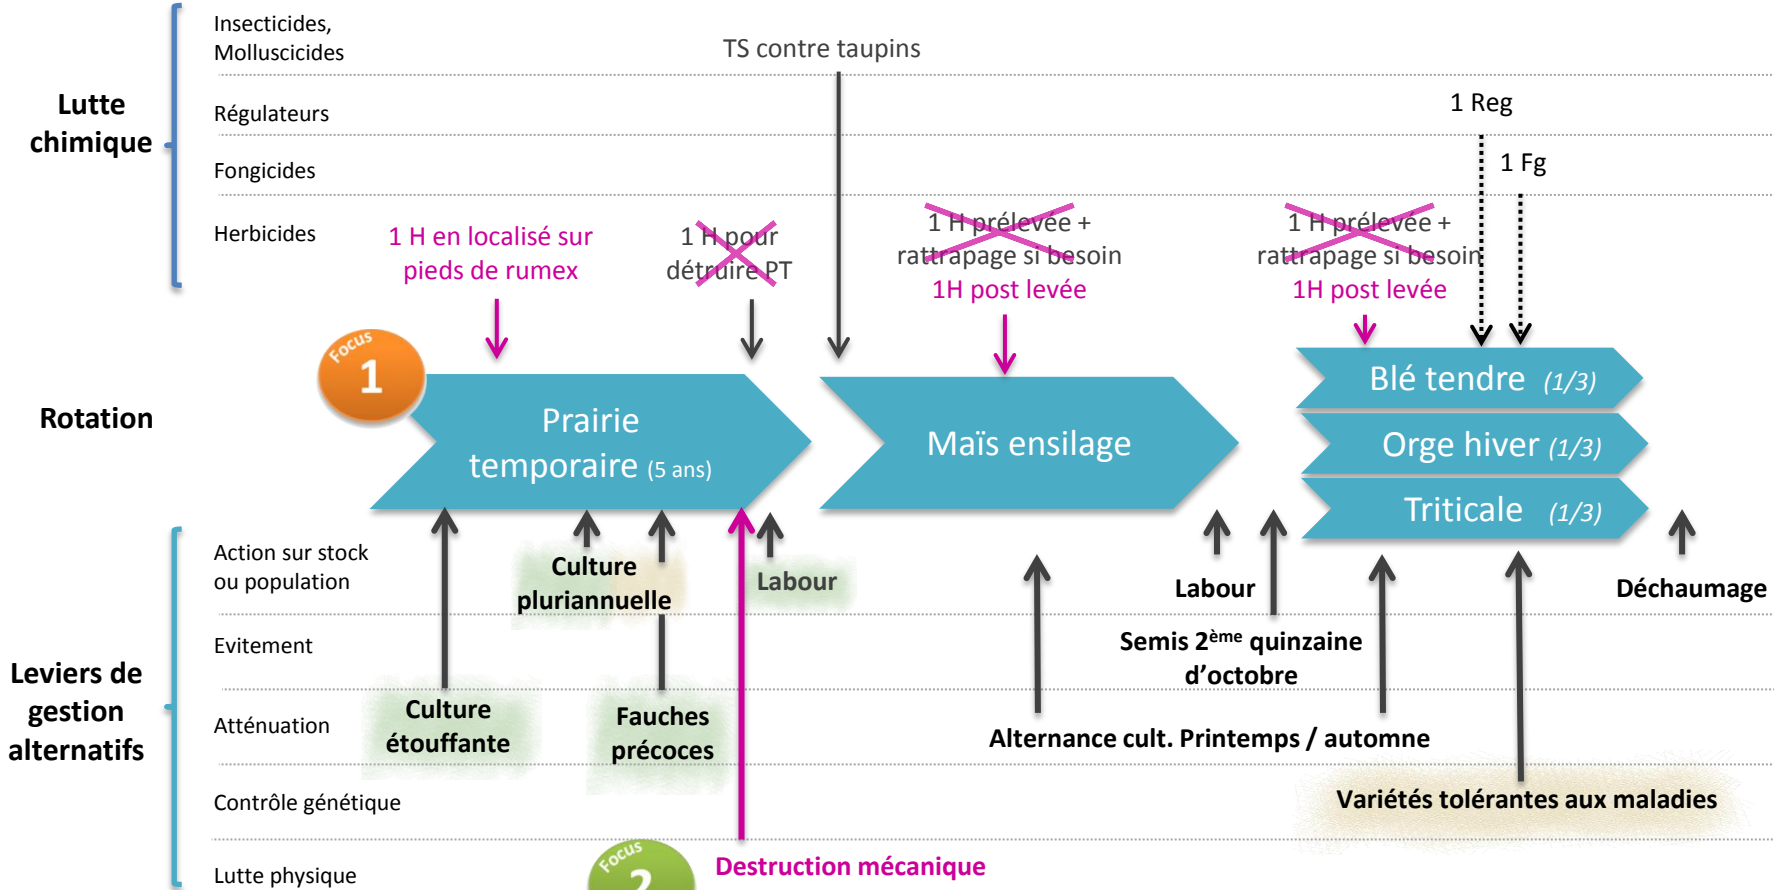 Insecticides,
Molluscicides
TS contre taupins
Lutte
chimique
Régulateurs
1 Reg
Fongicides
1 Fg
Herbicides
1 H en localisé sur
pieds de rumex
1 H pour
détruire PT
1 H prélevée +
rattrapage si besoin
1H post levée
1 H prélevée +
rattrapage si besoin
1H post levée
Focus
1
Rotation
Prairie
temporaire (5 ans)
Maïs ensilage
Blé tendre (1/3)
Orge hiver (1/3)
Triticale (1/3)
Leviers de
gestion
alternatifs
Action sur stock
ou population
Culture
pluriannuelle
Labour
Labour
Déchaumage
Evitement
Semis 2ème quinzaine
d’octobre
Atténuation
Culture
étouffante
Fauches
précoces
Alternance cult. Printemps / automne
Contrôle génétique
Variétés tolérantes aux maladies
Lutte physique
Focus
2
Destruction mécanique